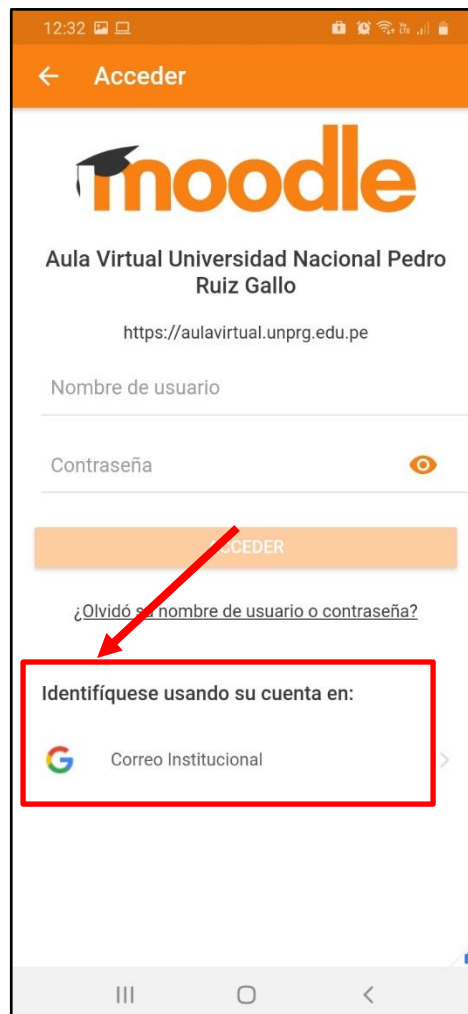 12:32
Acceder
moodle
Aula Virtual Universidad Nacional Pedro
Ruiz Gallo
https://aulavirtual.unprg.edu.pe
Nombre de usuario
Contraseña
ACCEDER
¿Olvidó su nombre de usuario o contraseña?
Identifíquese usando su cuenta en:
Correo Institucional